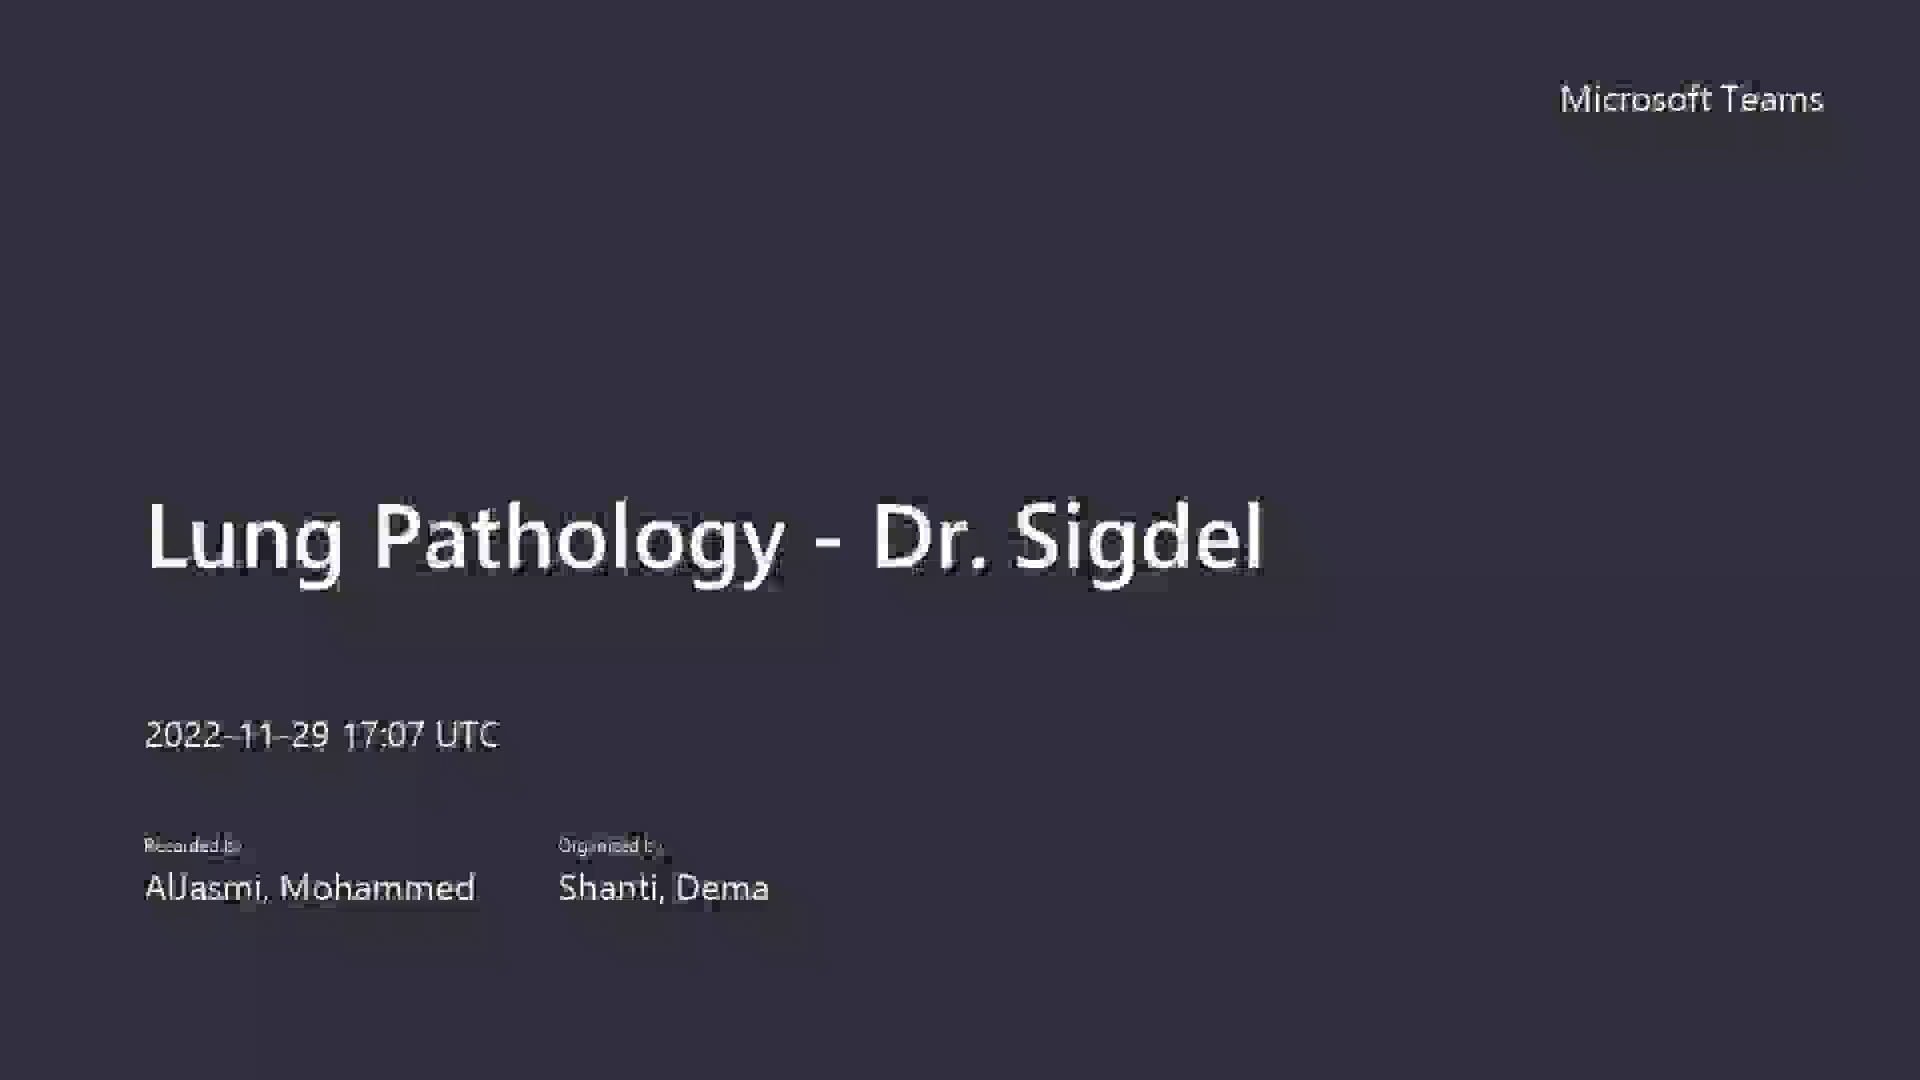 Microsoft Teams
Lung Pathology - Dr. Sigdel
2022-11-29 17:07 UTC
Recorded by
Organized by
AlJasmi, Mohammed
Shanti, Dema